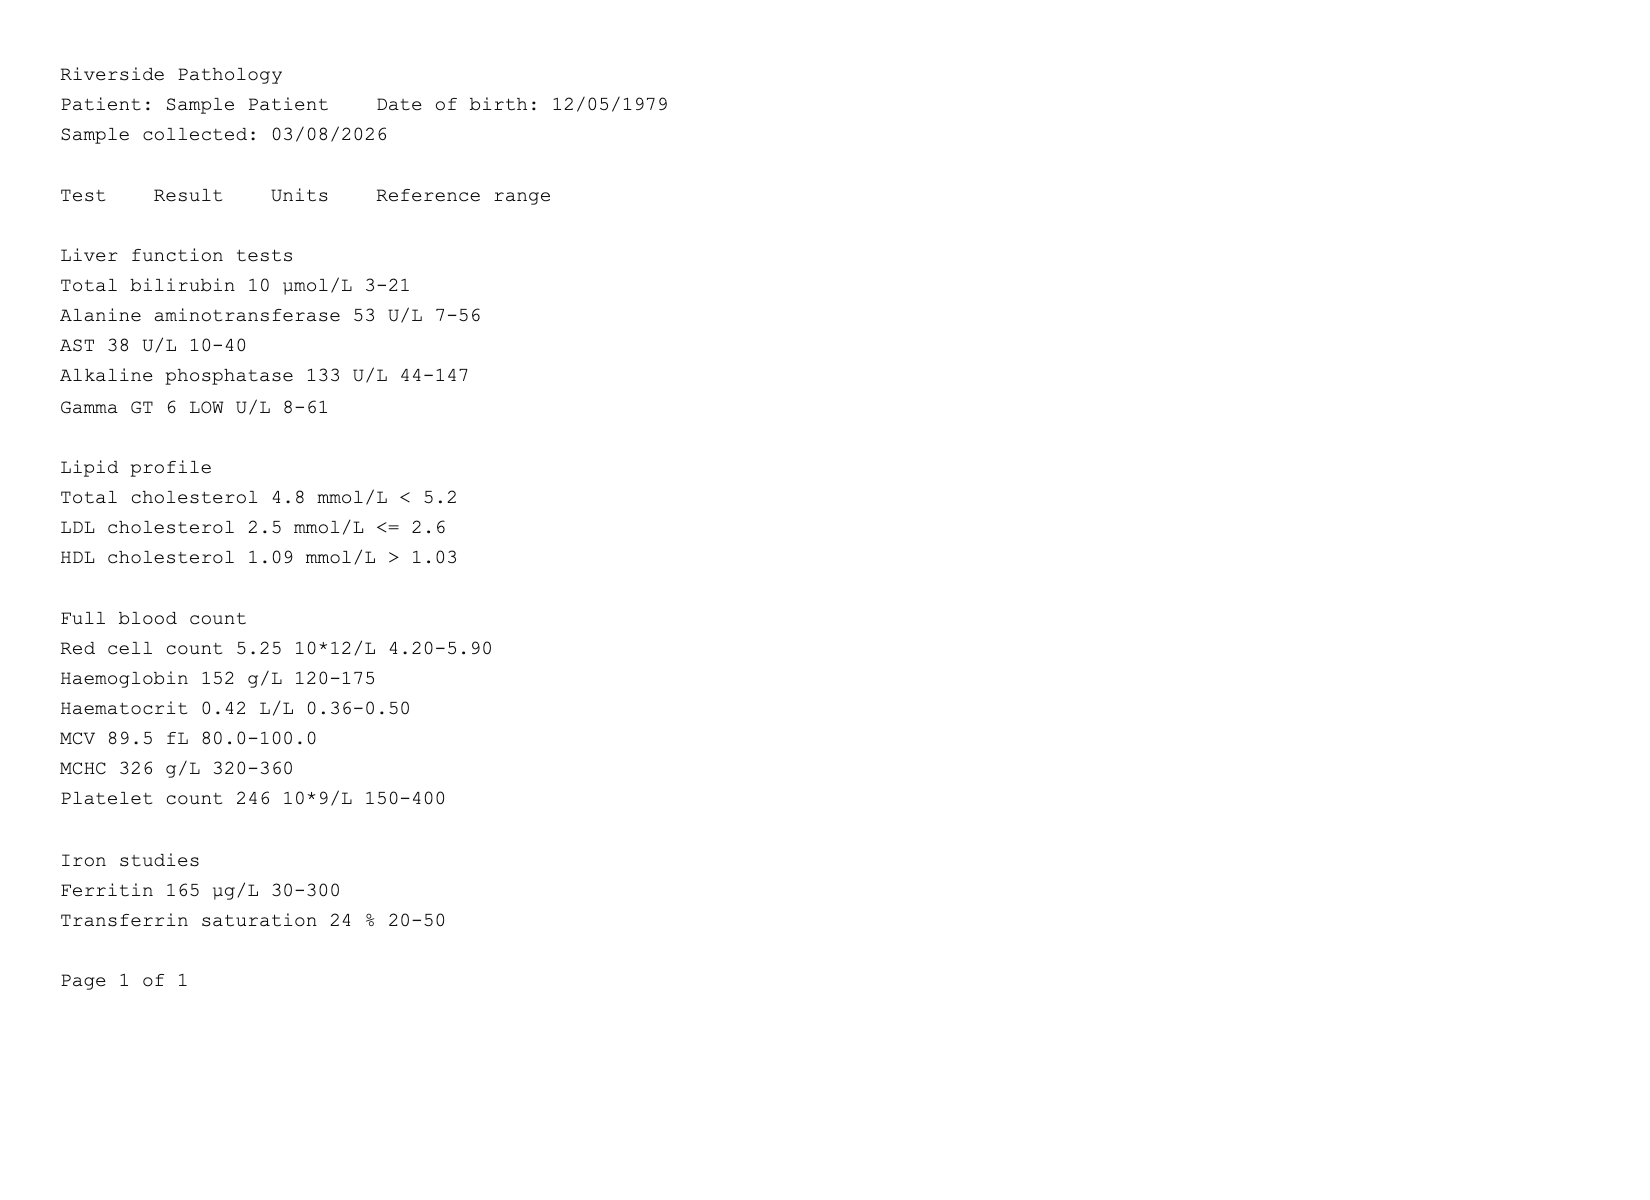 Riverside Pathology
Patient: Sample Patient    Date of birth: 12/05/1979
Sample collected: 03/08/2026
Test    Result    Units    Reference range
Liver function tests
Total bilirubin 10 µmol/L 3-21
Alanine aminotransferase 53 U/L 7-56
AST 38 U/L 10-40
Alkaline phosphatase 133 U/L 44-147
Gamma GT 6 LOW U/L 8-61
Lipid profile
Total cholesterol 4.8 mmol/L < 5.2
LDL cholesterol 2.5 mmol/L <= 2.6
HDL cholesterol 1.09 mmol/L > 1.03
Full blood count
Red cell count 5.25 10*12/L 4.20-5.90
Haemoglobin 152 g/L 120-175
Haematocrit 0.42 L/L 0.36-0.50
MCV 89.5 fL 80.0-100.0
MCHC 326 g/L 320-360
Platelet count 246 10*9/L 150-400
Iron studies
Ferritin 165 µg/L 30-300
Transferrin saturation 24 % 20-50
Page 1 of 1